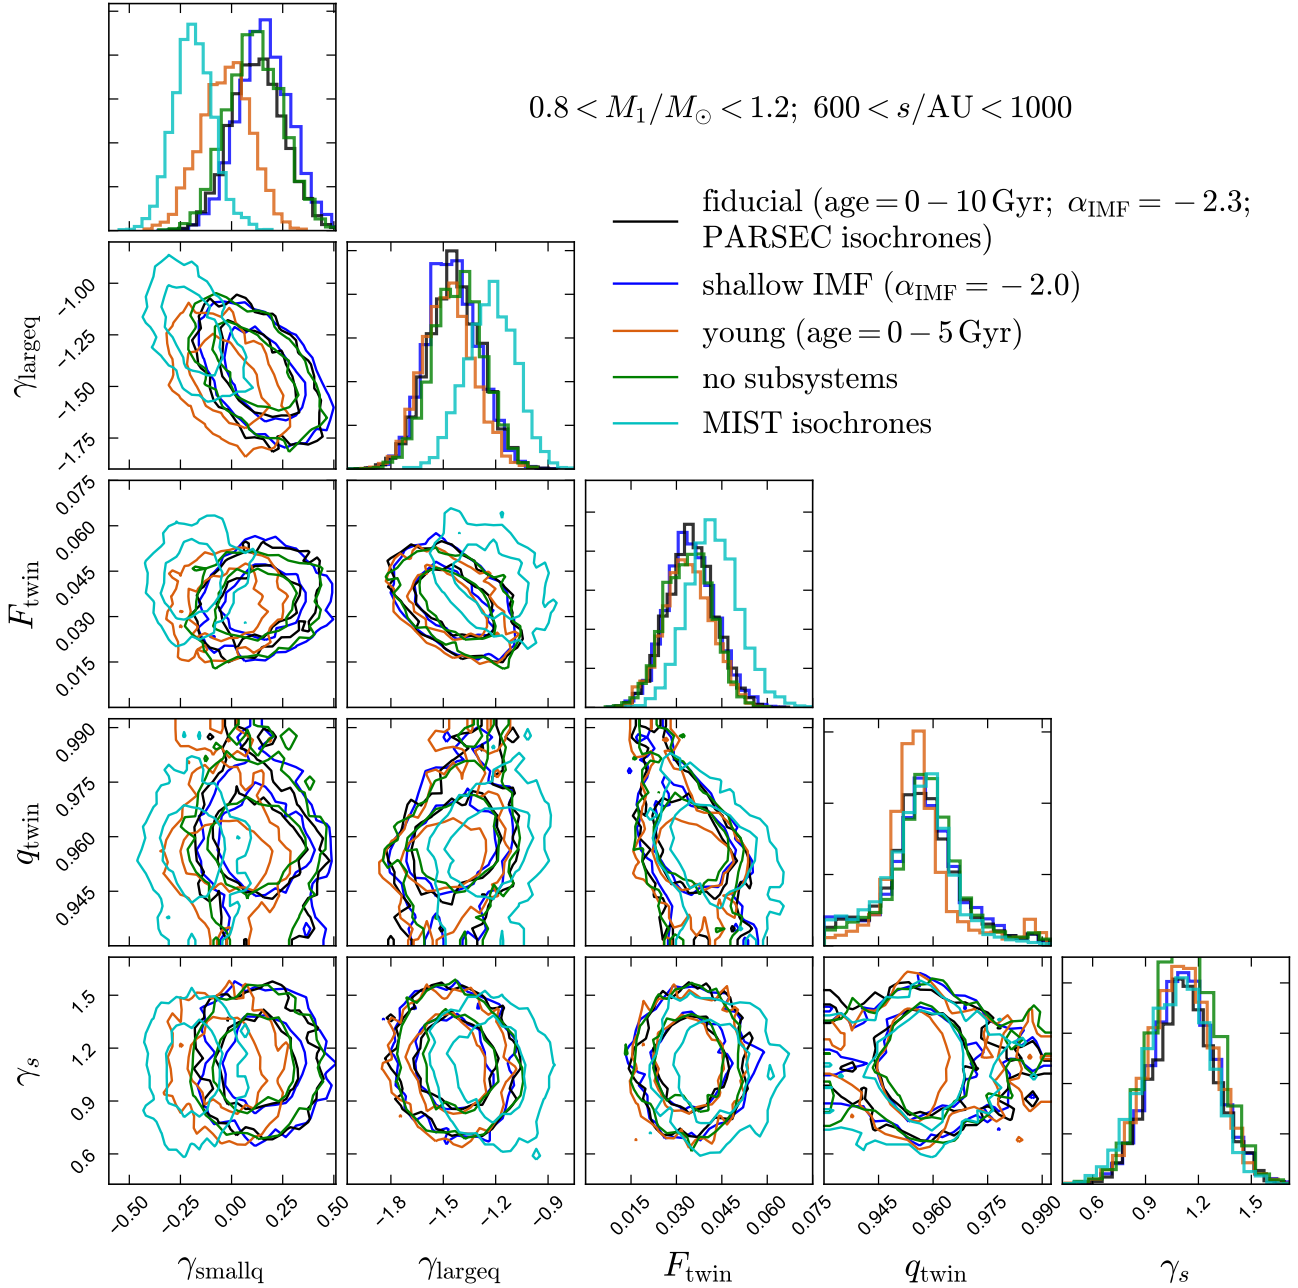 0.8 < M₁/M⊙ < 1.2; 600 < s/AU < 1000
fiducial (age = 0 − 10 Gyr; α_IMF = −2.3;
PARSEC isochrones)
shallow IMF (α_IMF = −2.0)
young (age = 0 − 5 Gyr)
no subsystems
MIST isochrones
γ_largeq
−1.00
−1.25
−1.50
−1.75
F_twin
0.075
0.060
0.045
0.030
0.015
q_twin
0.990
0.975
0.960
0.945
γ_s
1.5
1.2
0.9
0.6
−0.50 −0.25 0.00 0.25 0.50
−1.8 −1.5 −1.2 −0.9
0.015 0.030 0.045 0.060 0.075
0.945 0.960 0.975 0.990
0.6 0.9 1.2 1.5
γ_smallq γ_largeq F_twin q_twin γ_s